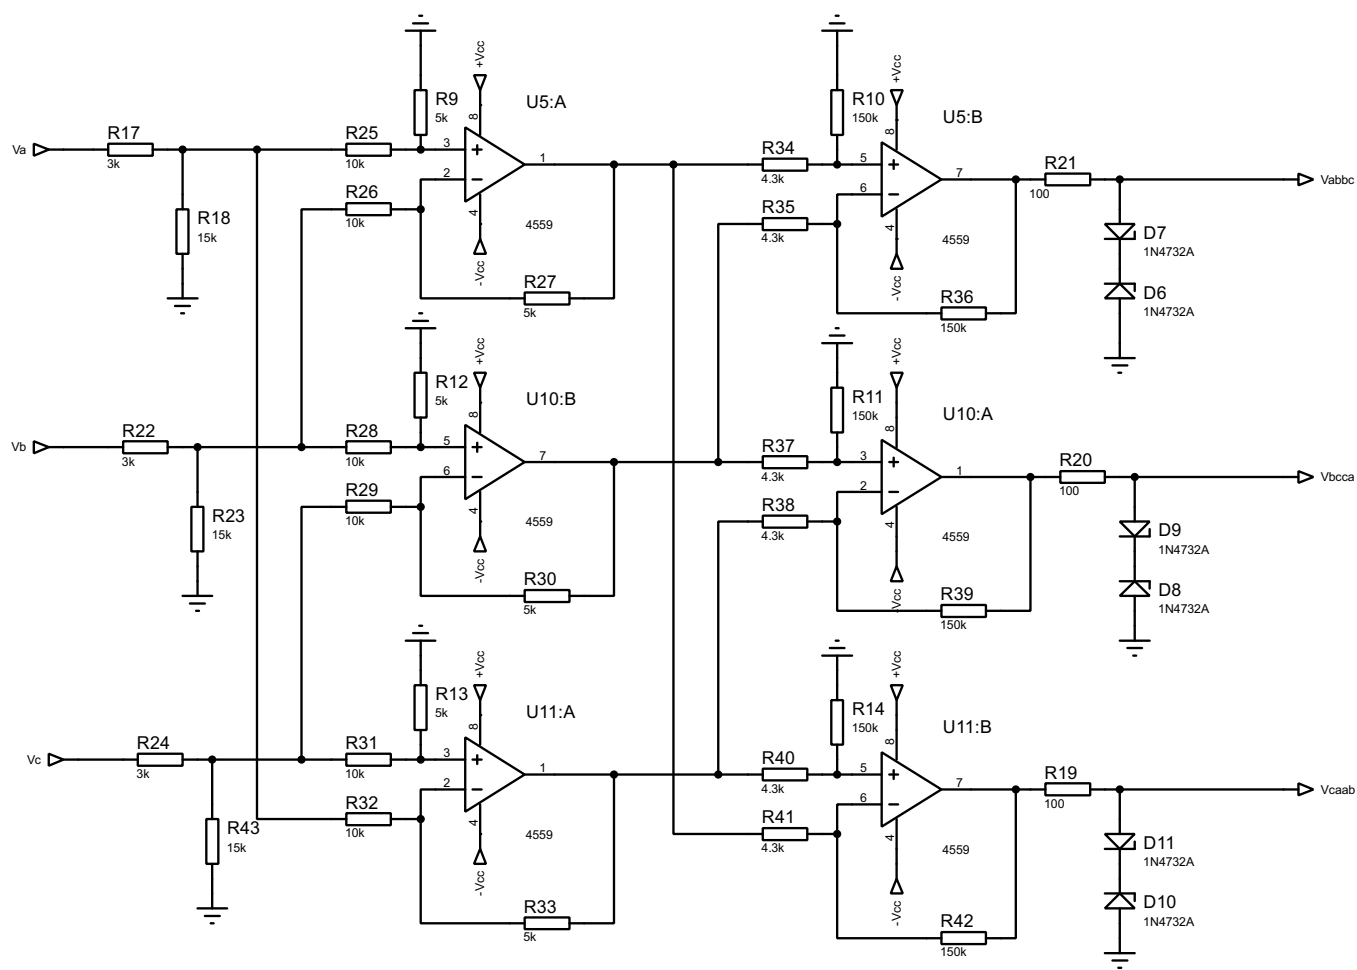 +Vcc
R9
5k
8
U5:A
Va
R17
3k
R25
10k
3
2
1
R26
10k
R18
15k
4
4559
-Vcc
R27
5k
+Vcc
R10
150k
8
U5:B
R34
4.3k
5
6
7
R35
4.3k
R21
100
Vabbc
4
4559
-Vcc
R36
150k
D7
1N4732A
D6
1N4732A
+Vcc
R12
5k
8
U10:B
Vb
R22
3k
R28
10k
5
6
7
R29
10k
R23
15k
4
4559
-Vcc
R30
5k
+Vcc
R11
150k
8
U10:A
R37
4.3k
3
2
1
R38
4.3k
R20
100
Vbcca
4
4559
-Vcc
R39
150k
D9
1N4732A
D8
1N4732A
+Vcc
R13
5k
8
U11:A
Vc
R24
3k
R31
10k
3
2
1
R32
10k
R43
15k
4
4559
-Vcc
R33
5k
+Vcc
R14
150k
8
U11:B
R40
4.3k
5
6
7
R41
4.3k
R19
100
Vcaab
4
4559
-Vcc
R42
150k
D11
1N4732A
D10
1N4732A